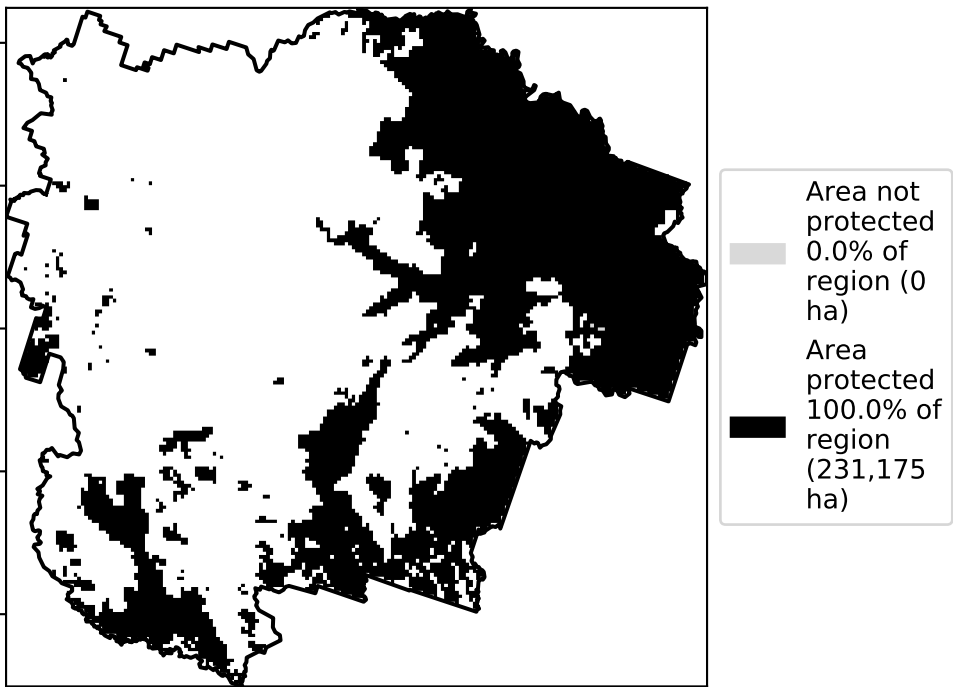 Area not
protected
0.0% of
region (0
ha)
Area
protected
100.0% of
region
(231,175
ha)